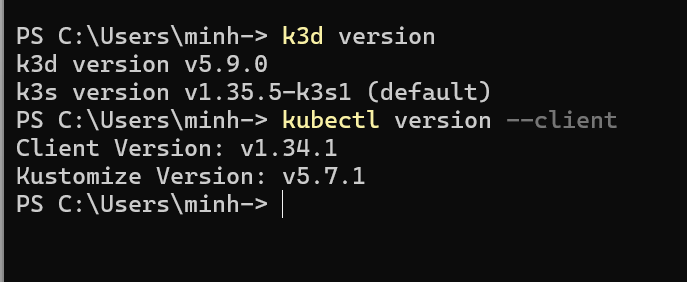 PS C:\Users\minh-> k3d version
k3d version v5.9.0
k3s version v1.35.5-k3s1 (default)
PS C:\Users\minh-> kubectl version --client
Client Version: v1.34.1
Kustomize Version: v5.7.1
PS C:\Users\minh->